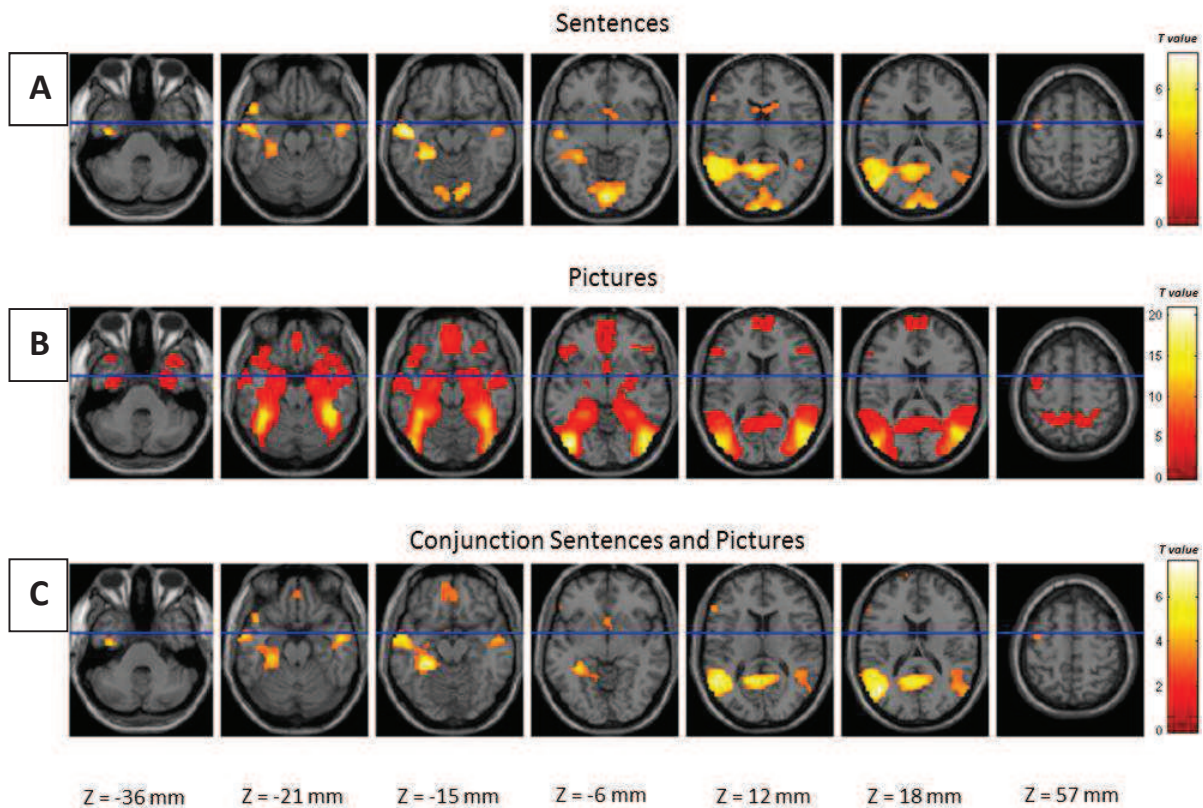 Sentences
A
T value
6
4
2
0
Pictures
B
T value
20
15
10
5
0
Conjunction Sentences and Pictures
C
T value
6
4
2
0
Z = -36 mm Z = -21 mm Z = -15 mm Z = -6 mm Z = 12 mm Z = 18 mm Z = 57 mm